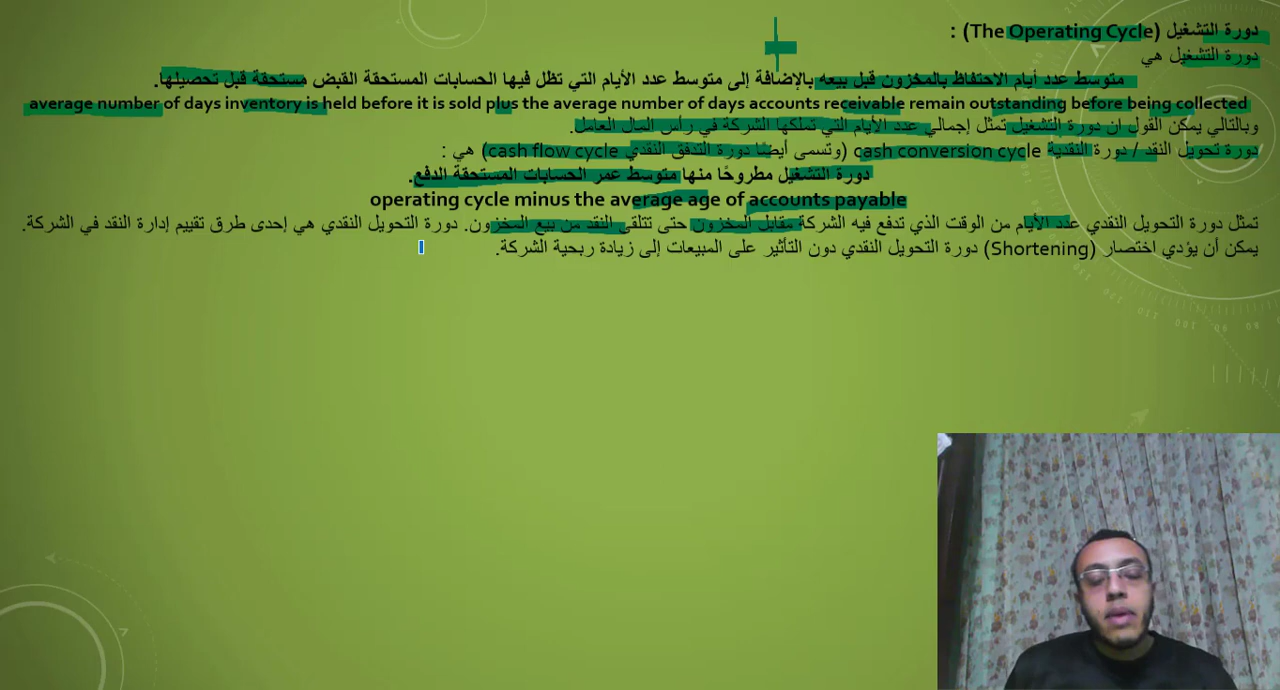 دورة التشغيل (The Operating Cycle) :
دورة التشغيل هي
متوسط عدد أيام الاحتفاظ بالمخزون قبل بيعه بالإضافة إلى متوسط عدد الأيام التي تظل فيها الحسابات المستحقة القبض مستحقة قبل تحصيلها.
average number of days inventory is held before it is sold plus the average number of days accounts receivable remain outstanding before being collected
وبالتالي يمكن القول ان دورة التشغيل تمثل إجمالي عدد الأيام التي تملكها الشركة في رأس المال العامل.
دورة تحويل النقد / دورة النقدية cash conversion cycle (وتسمى أيضا دورة التدفق النقدي cash flow cycle) هي :
دورة التشغيل مطروحًا منها متوسط عمر الحسابات المستحقة الدفع.
operating cycle minus the average age of accounts payable
تمثل دورة التحويل النقدي عدد الأيام من الوقت الذي تدفع فيه الشركة مقابل المخزون حتى تتلقى النقد من بيع المخزون. دورة التحويل النقدي هي إحدى طرق تقييم إدارة النقد في الشركة.
يمكن أن يؤدي اختصار (Shortening) دورة التحويل النقدي دون التأثير على المبيعات إلى زيادة ربحية الشركة.